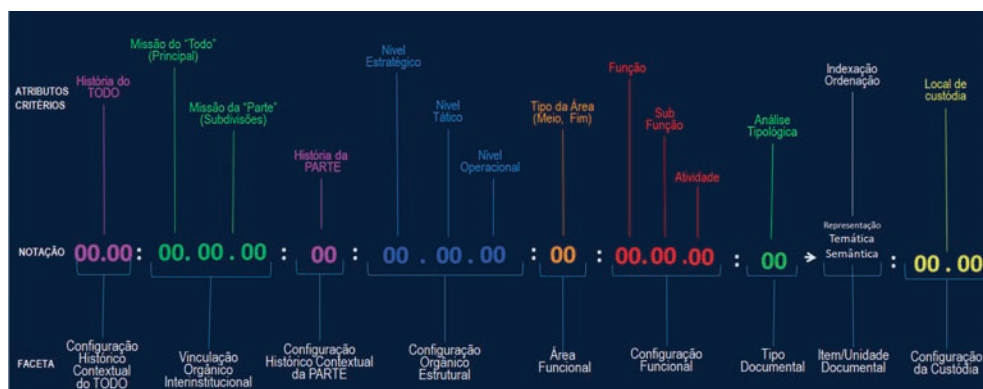 ATRIBUTOS
CRITÉRIOS
História do
TODO
Missão do "Todo"
(Principal)
Missão da "Parte"
(Subdivisões)
História da
PARTE
Nível
Estratégico
Nível
Tático
Nível
Operacional
Tipo da Área
(Meio, Fim)
Função
Sub
Função
Atividade
Análise
Tipológica
Indexação
Ordenação
Local de
custódia
NOTAÇÃO
00.00 : 00. 00 . 00 : 00 : 00 . 00 . 00 : 00 : 00.00 . 00 : 00
Representação
Temática
Semântica
: 00 . 00
FACETA
Configuração
Histórico
Contextual
do TODO
Vinculação
Orgânico
Interinstitucional
Configuração
Histórico Contextual
da PARTE
Configuração
Orgânico
Estrutural
Área
Funcional
Configuração
Funcional
Tipo
Documental
Item/Unidade
Documental
Configuração
da Custódia